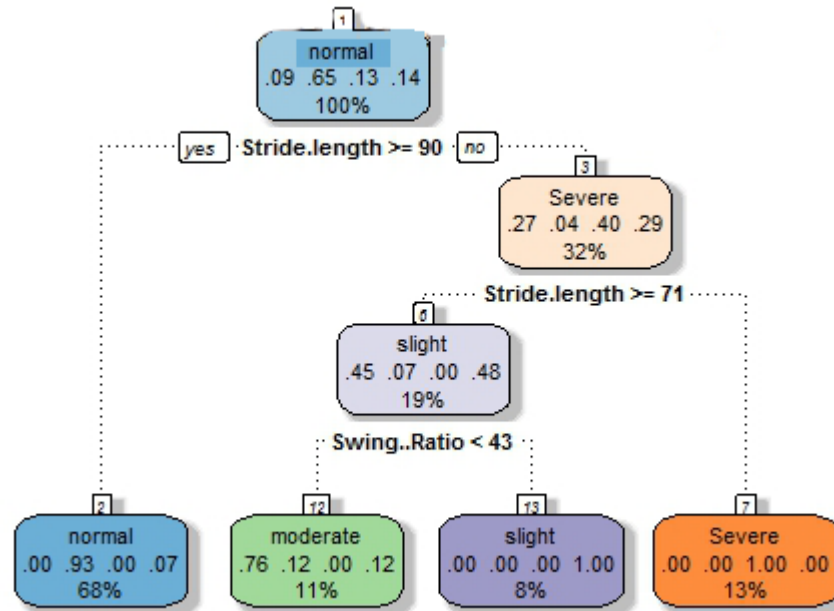 1
normal
.09 .65 .13 .14
100%
yes Stride.length >= 90 no
3
Severe
.27 .04 .40 .29
32%
Stride.length >= 71
6
slight
.45 .07 .00 .48
19%
Swing..Ratio < 43
2
normal
.00 .93 .00 .07
68%
12
moderate
.76 .12 .00 .12
11%
13
slight
.00 .00 .00 1.00
8%
7
Severe
.00 .00 1.00 .00
13%